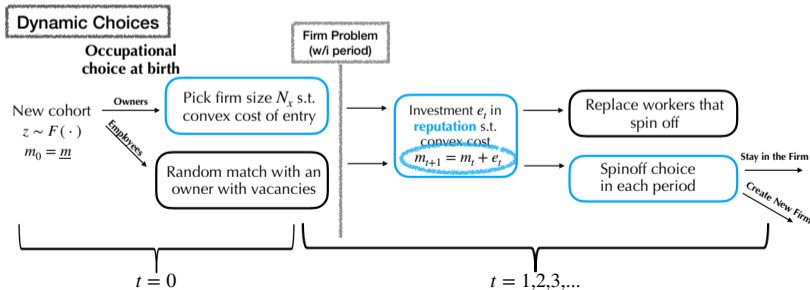 Dynamic Choices
Occupational
choice at birth
Firm Problem
(w/i period)
New cohort
z ∼ F( · )
m₀ = m̲
Owners
Employees
Pick firm size Nₓ s.t.
convex cost of entry
Random match with an
owner with vacancies
Investment eₜ in
reputation s.t.
convex cost
mₜ₊₁ = mₜ + eₜ
Replace workers that
spin off
Spinoff choice
in each period
Stay in the Firm
Create New Firm
t = 0
t = 1,2,3,...